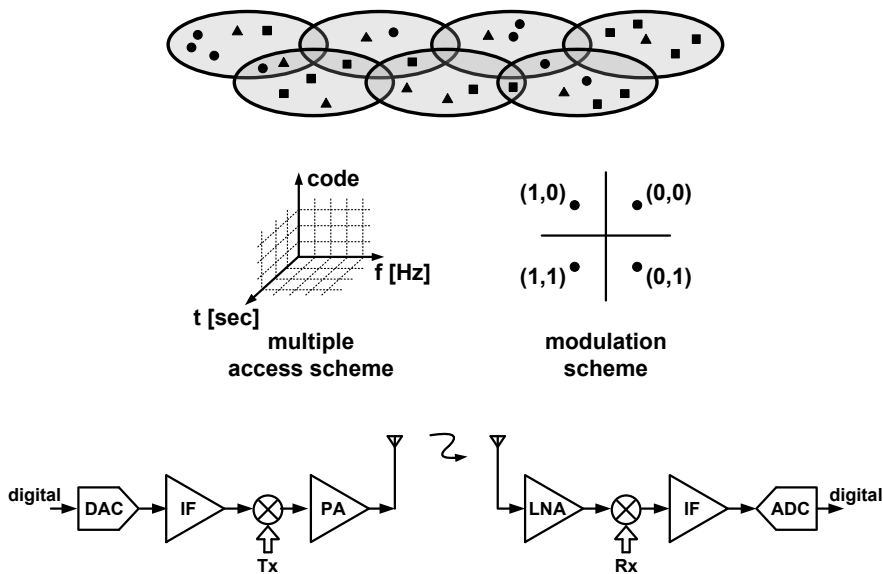 code
f [Hz]
t [sec]
multiple
access scheme
(1,0)
(0,0)
(1,1)
(0,1)
modulation
scheme
digital
DAC
IF
Tx
PA
LNA
Rx
IF
ADC
digital